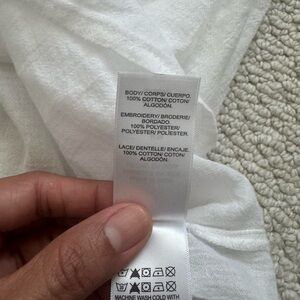 BODY/ CORPS/ CUERPO.
100% COTTON/ COTON/
ALGODÓN.
EMBROIDERY/ BRODERIE/
BORDADO.
100% POLYESTER/
POLYESTER/ POLIESTER.
LACE/ DENTELLE/ ENCAJE.
100% COTTON/ COTON/
ALGODÓN.
MACHINE WASH COLD WITH